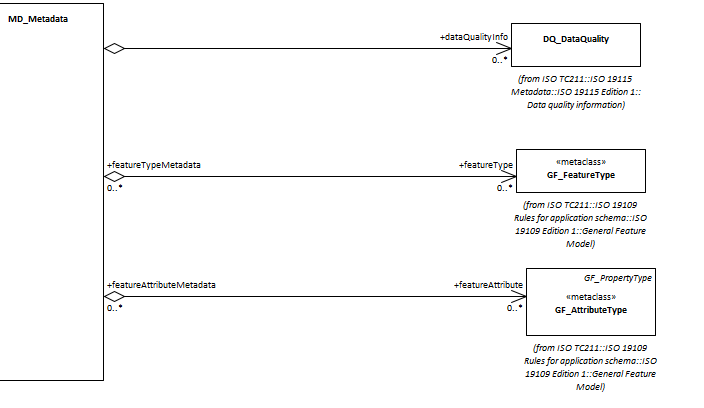 MD_Metadata
+dataQualityInfo
0..*
DQ_DataQuality
(from ISO TC211::ISO 19115
Metadata::ISO 19115 Edition 1::
Data quality information)
+featureTypeMetadata
0..*
+featureType
0..*
«metaclass»
GF_FeatureType
(from ISO TC211::ISO 19109
Rules for application schema::ISO
19109 Edition 1::General Feature
Model)
+featureAttributeMetadata
0..*
+featureAttribute
0..*
GF_PropertyType
«metaclass»
GF_AttributeType
(from ISO TC211::ISO 19109
Rules for application schema::ISO
19109 Edition 1::General Feature
Model)